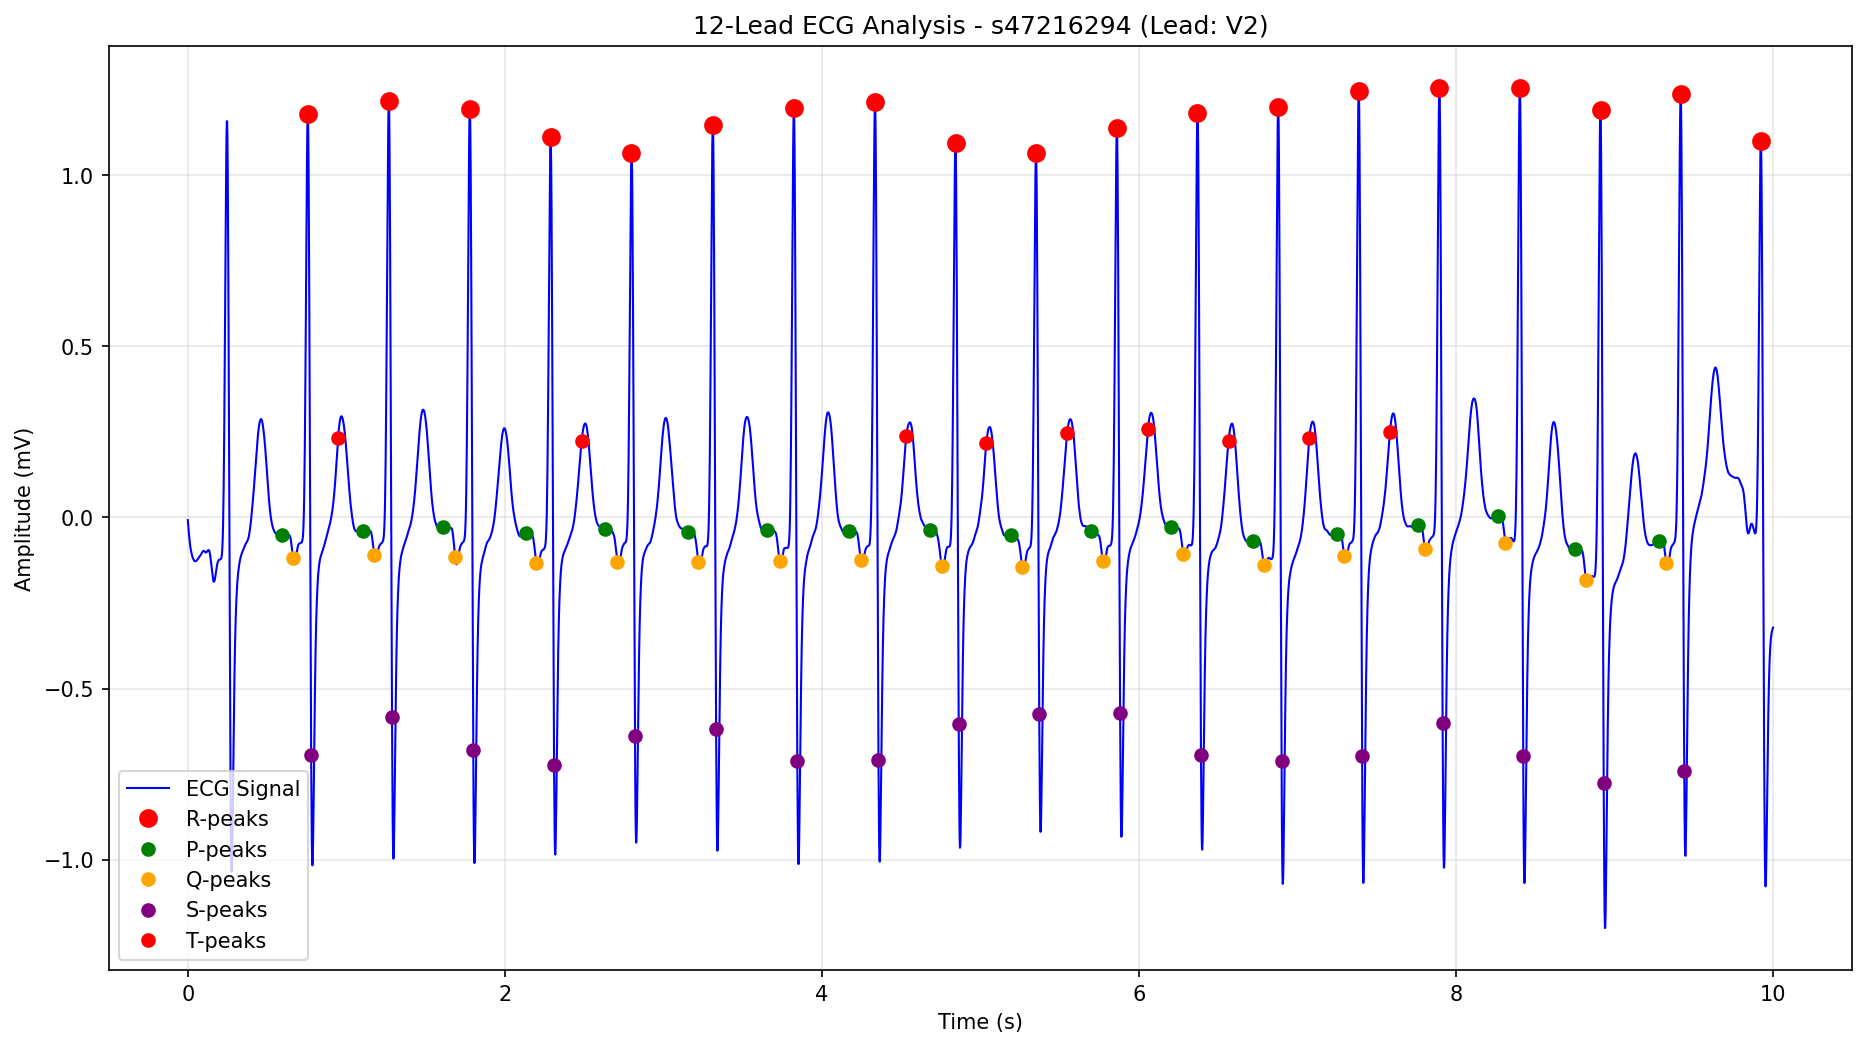 12-Lead ECG Analysis - s47216294 (Lead: V2)
Amplitude (mV)
1.0
0.5
0.0
−0.5
−1.0
ECG Signal
R-peaks
P-peaks
Q-peaks
S-peaks
T-peaks
0 2 4 6 8 10
Time (s)